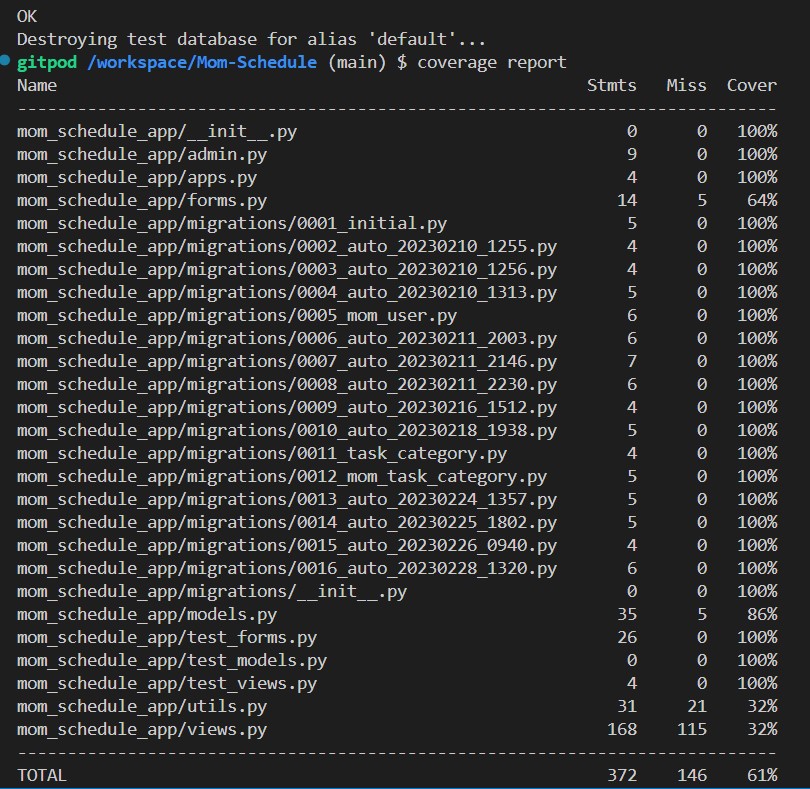 OK
Destroying test database for alias 'default'...
gitpod /workspace/Mom-Schedule (main) $ coverage report
Name Stmts Miss Cover
-----------------------------------------------------------------------------
mom_schedule_app/__init__.py 0 0 100%
mom_schedule_app/admin.py 9 0 100%
mom_schedule_app/apps.py 4 0 100%
mom_schedule_app/forms.py 14 5 64%
mom_schedule_app/migrations/0001_initial.py 5 0 100%
mom_schedule_app/migrations/0002_auto_20230210_1255.py 4 0 100%
mom_schedule_app/migrations/0003_auto_20230210_1256.py 4 0 100%
mom_schedule_app/migrations/0004_auto_20230210_1313.py 5 0 100%
mom_schedule_app/migrations/0005_mom_user.py 6 0 100%
mom_schedule_app/migrations/0006_auto_20230211_2003.py 6 0 100%
mom_schedule_app/migrations/0007_auto_20230211_2146.py 7 0 100%
mom_schedule_app/migrations/0008_auto_20230211_2230.py 6 0 100%
mom_schedule_app/migrations/0009_auto_20230216_1512.py 4 0 100%
mom_schedule_app/migrations/0010_auto_20230218_1938.py 5 0 100%
mom_schedule_app/migrations/0011_task_category.py 4 0 100%
mom_schedule_app/migrations/0012_mom_task_category.py 5 0 100%
mom_schedule_app/migrations/0013_auto_20230224_1357.py 5 0 100%
mom_schedule_app/migrations/0014_auto_20230225_1802.py 5 0 100%
mom_schedule_app/migrations/0015_auto_20230226_0940.py 4 0 100%
mom_schedule_app/migrations/0016_auto_20230228_1320.py 6 0 100%
mom_schedule_app/migrations/__init__.py 0 0 100%
mom_schedule_app/models.py 35 5 86%
mom_schedule_app/test_forms.py 26 0 100%
mom_schedule_app/test_models.py 0 0 100%
mom_schedule_app/test_views.py 4 0 100%
mom_schedule_app/utils.py 31 21 32%
mom_schedule_app/views.py 168 115 32%
-----------------------------------------------------------------------------
TOTAL 372 146 61%